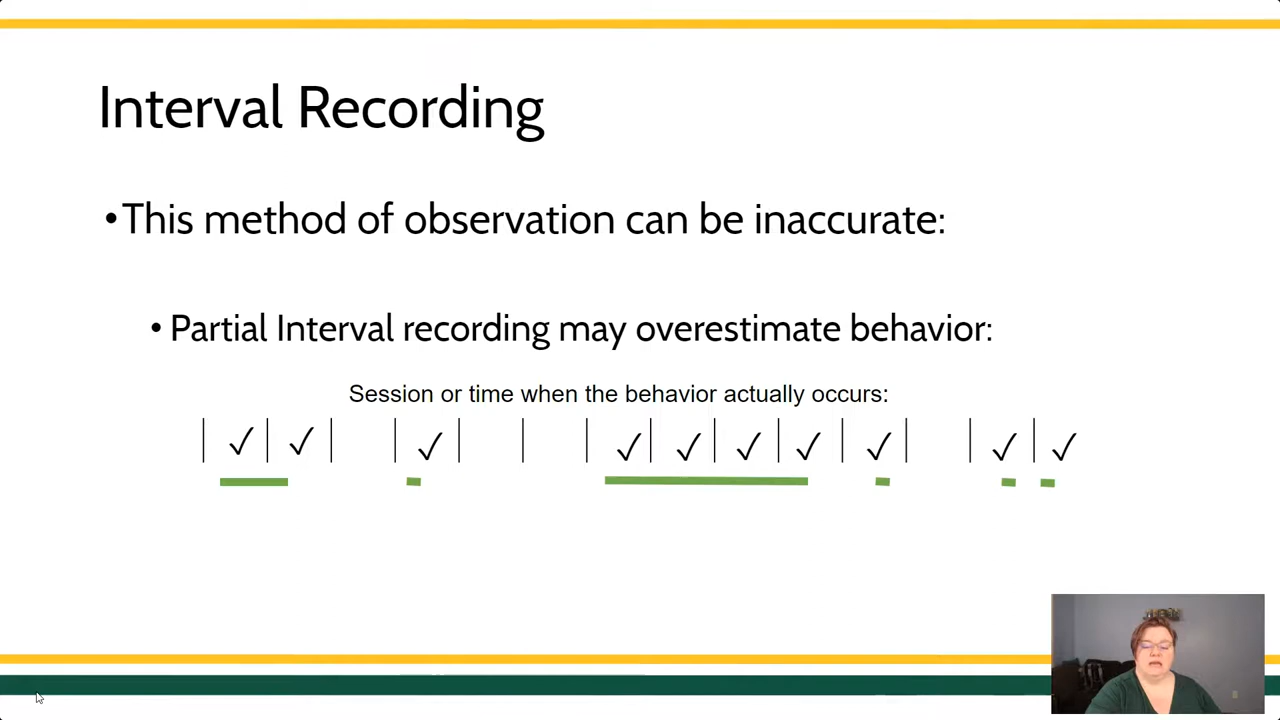 Interval Recording
•This method of observation can be inaccurate:
• Partial Interval recording may overestimate behavior:
Session or time when the behavior actually occurs:
| ✓ | ✓ | | ✓ | | | ✓ | ✓ | ✓ | ✓ | ✓ | | ✓ | ✓